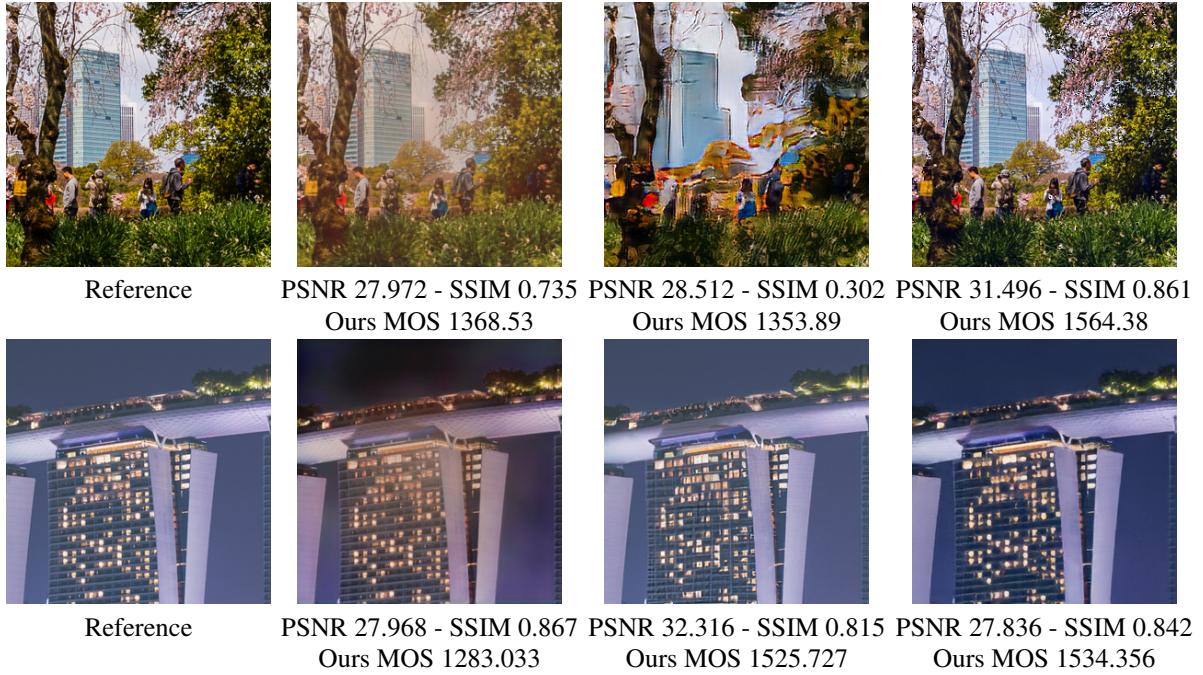 Reference
PSNR 27.972 - SSIM 0.735
Ours MOS 1368.53
PSNR 28.512 - SSIM 0.302
Ours MOS 1353.89
PSNR 31.496 - SSIM 0.861
Ours MOS 1564.38
Reference
PSNR 27.968 - SSIM 0.867
Ours MOS 1283.033
PSNR 32.316 - SSIM 0.815
Ours MOS 1525.727
PSNR 27.836 - SSIM 0.842
Ours MOS 1534.356